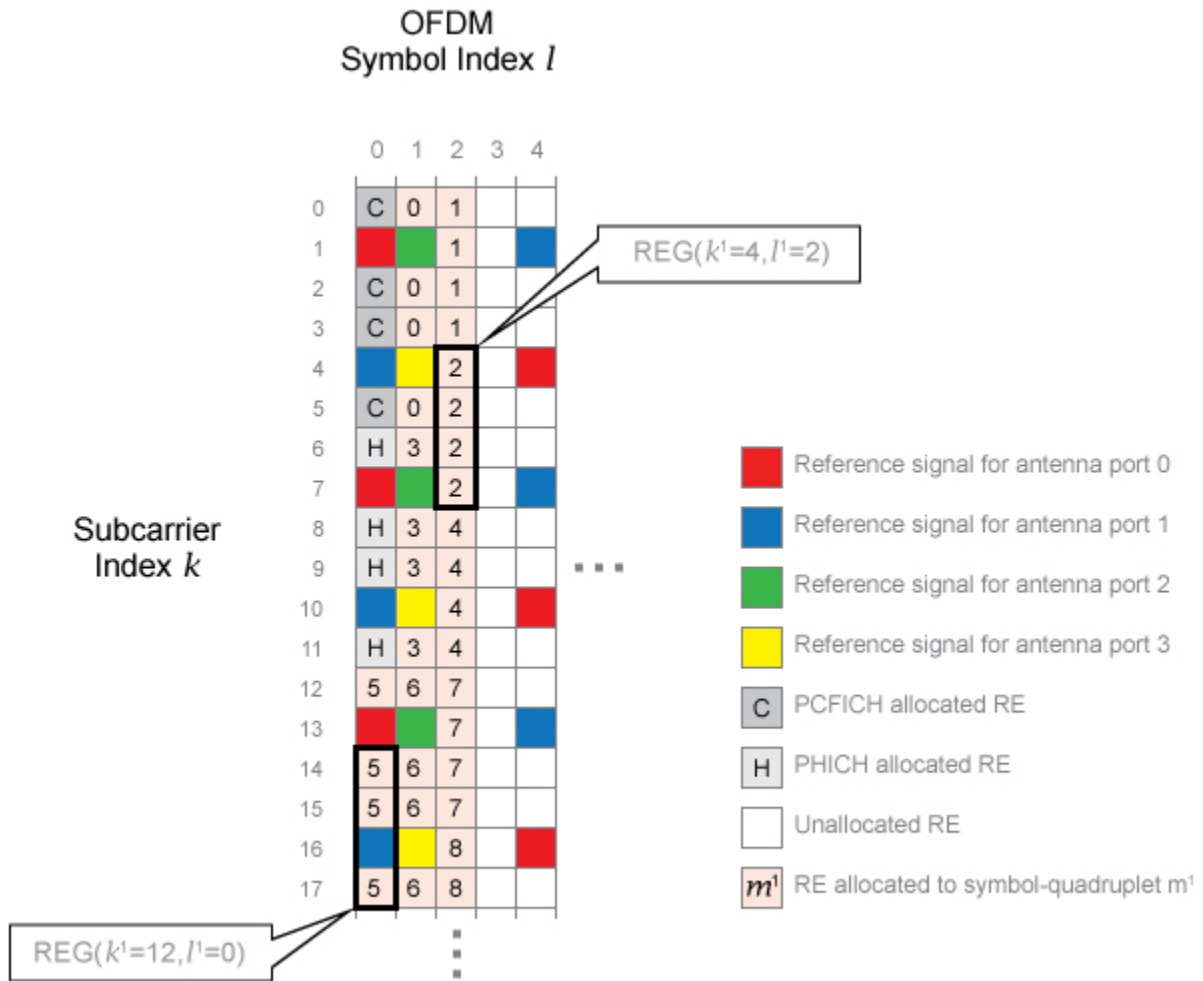 OFDM
Symbol Index l
0 1 2 3 4
0 C 0 1
1 1
2 C 0 1
3 C 0 1
4 2
5 C 0 2
6 H 3 2
7 2
8 H 3 4
9 H 3 4
10 4
11 H 3 4
12 5 6 7
13 7
14 5 6 7
15 5 6 7
16 8
17 5 6 8
REG(k¹=4,l¹=2)
Subcarrier
Index k
REG(k¹=12,l¹=0)
Reference signal for antenna port 0
Reference signal for antenna port 1
Reference signal for antenna port 2
Reference signal for antenna port 3
C PCFICH allocated RE
H PHICH allocated RE
Unallocated RE
m¹ RE allocated to symbol-quadruplet m¹